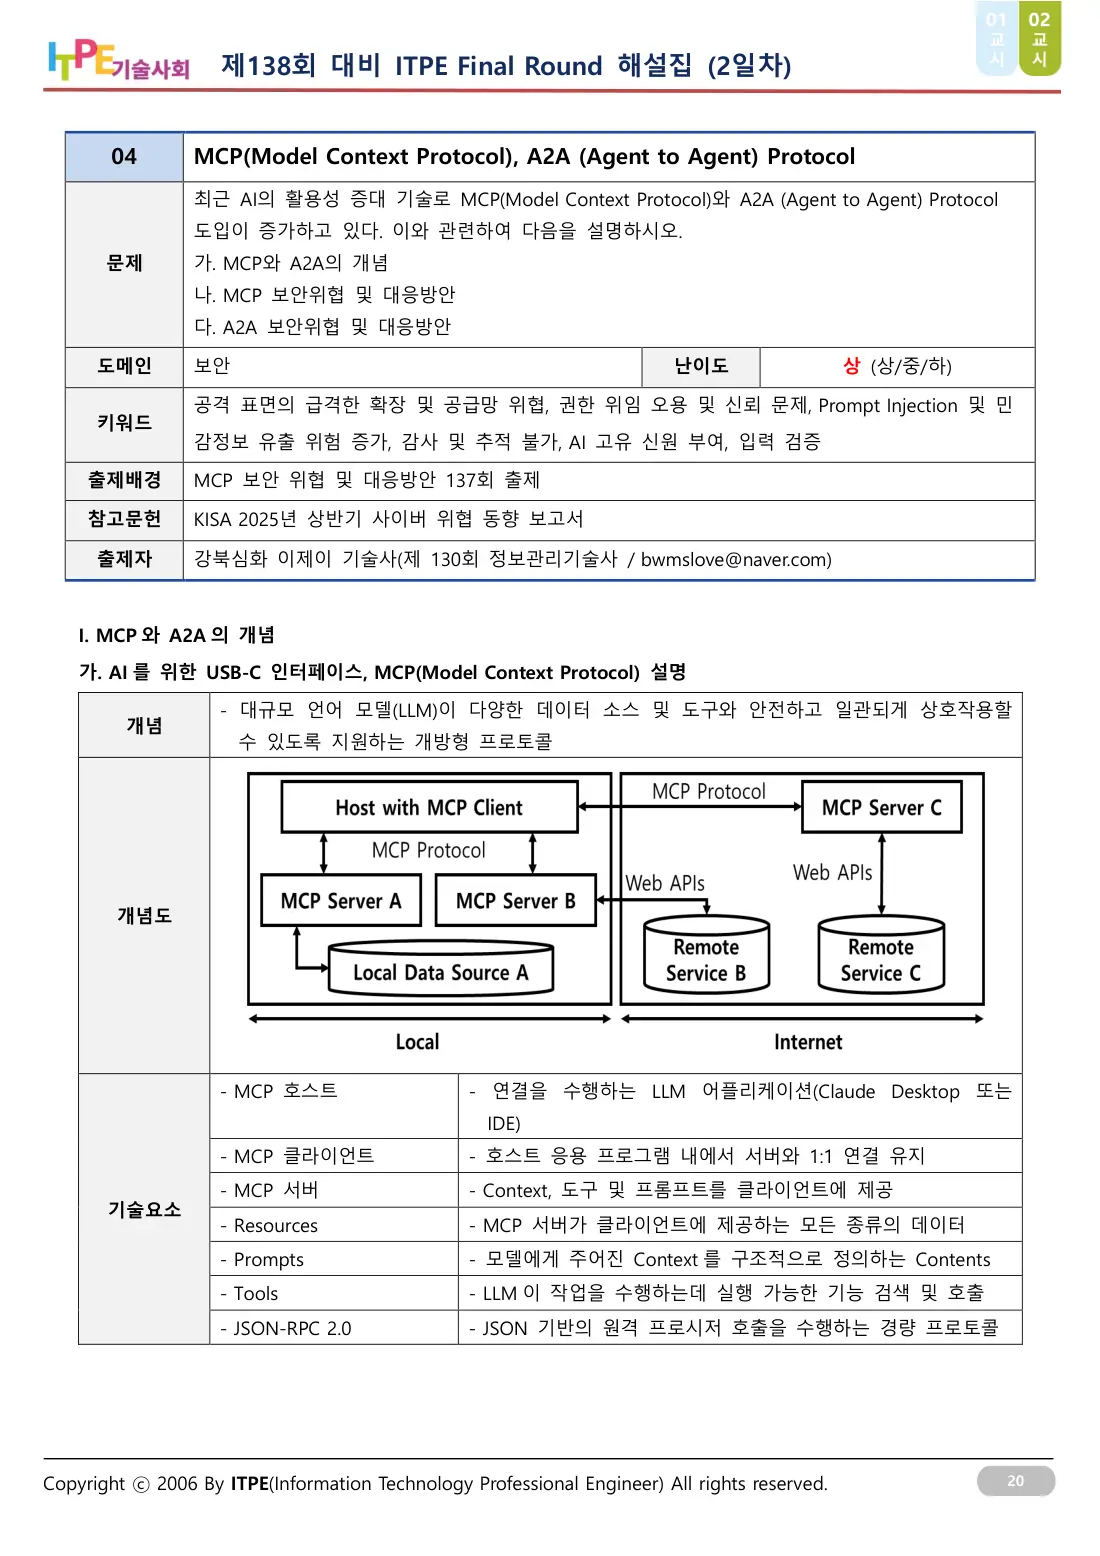 01
교
시
02
교
시
ITPE기술사회 제138회 대비 ITPE Final Round 해설집 (2일차)
04
MCP(Model Context Protocol), A2A (Agent to Agent) Protocol
문제
최근 AI의 활용성 증대 기술로 MCP(Model Context Protocol)와 A2A (Agent to Agent) Protocol
도입이 증가하고 있다. 이와 관련하여 다음을 설명하시오.
가. MCP와 A2A의 개념
나. MCP 보안위협 및 대응방안
다. A2A 보안위협 및 대응방안
도메인
보안
난이도
상 (상/중/하)
키워드
공격 표면의 급격한 확장 및 공급망 위협, 권한 위임 오용 및 신뢰 문제, Prompt Injection 및 민
감정보 유출 위험 증가, 감사 및 추적 불가, AI 고유 신원 부여, 입력 검증
출제배경
MCP 보안 위협 및 대응방안 137회 출제
참고문헌
KISA 2025년 상반기 사이버 위협 동향 보고서
출제자
강북심화 이제이 기술사(제 130회 정보관리기술사 / bwmslove@naver.com)
I. MCP 와 A2A 의 개념
가. AI 를 위한 USB-C 인터페이스, MCP(Model Context Protocol) 설명
개념
- 대규모 언어 모델(LLM)이 다양한 데이터 소스 및 도구와 안전하고 일관되게 상호작용할
수 있도록 지원하는 개방형 프로토콜
개념도
Host with MCP Client
MCP Protocol
MCP Server C
MCP Protocol
MCP Server A
MCP Server B
Web APIs
Web APIs
Local Data Source A
Remote
Service B
Remote
Service C
Local
Internet
기술요소
- MCP 호스트
- 연결을 수행하는 LLM 어플리케이션(Claude Desktop 또는
IDE)
- MCP 클라이언트
- 호스트 응용 프로그램 내에서 서버와 1:1 연결 유지
- MCP 서버
- Context, 도구 및 프롬프트를 클라이언트에 제공
- Resources
- MCP 서버가 클라이언트에 제공하는 모든 종류의 데이터
- Prompts
- 모델에게 주어진 Context 를 구조적으로 정의하는 Contents
- Tools
- LLM 이 작업을 수행하는데 실행 가능한 기능 검색 및 호출
- JSON-RPC 2.0
- JSON 기반의 원격 프로시저 호출을 수행하는 경량 프로토콜
Copyright ⓒ 2006 By ITPE(Information Technology Professional Engineer) All rights reserved.
20